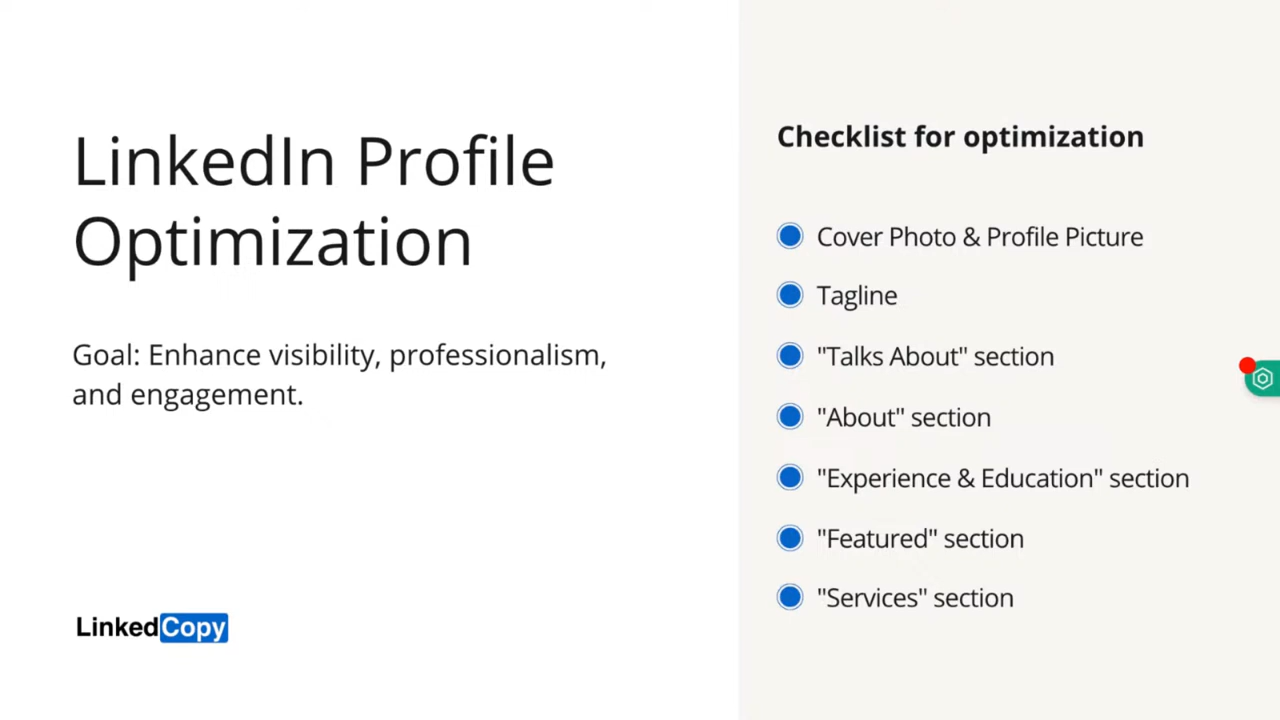 LinkedIn Profile
Optimization
Goal: Enhance visibility, professionalism,
and engagement.
LinkedCopy
Checklist for optimization
Cover Photo & Profile Picture
Tagline
"Talks About" section
"About" section
"Experience & Education" section
"Featured" section
"Services" section